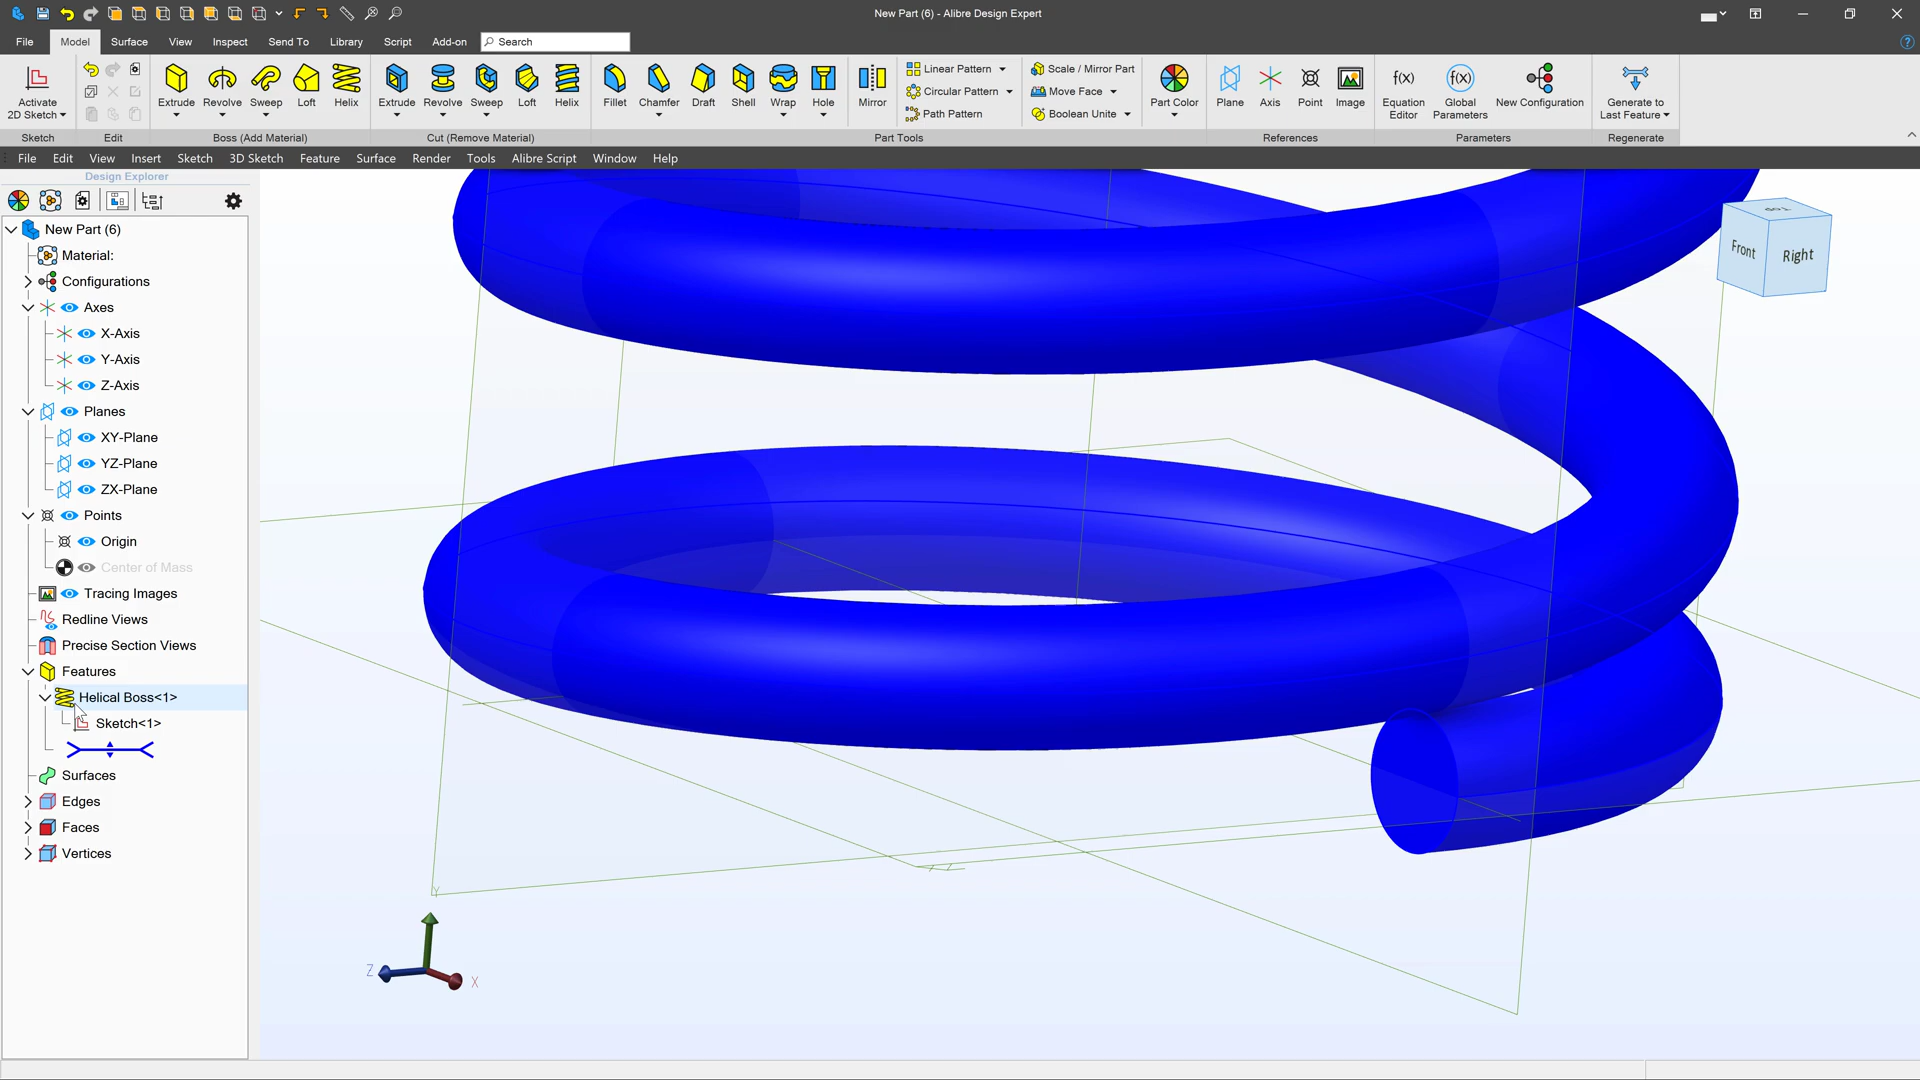 New Part (6) - Alibre Design Expert
File Model Surface View Inspect Send To Library Script Add-on Search
Activate 2D Sketch
Extrude Revolve Sweep Loft Helix
Extrude Revolve Sweep Loft Helix
Fillet Chamfer Draft Shell Wrap Hole Mirror
Linear Pattern
Circular Pattern
Path Pattern
Scale / Mirror Part
Move Face
Boolean Unite
Part Color
Plane Axis Point Image
f(x) Equation Editor
f(x) Global Parameters
New Configuration
Generate to Last Feature
Sketch Edit Boss (Add Material) Cut (Remove Material) Part Tools References Parameters Regenerate
File Edit View Insert Sketch 3D Sketch Feature Surface Render Tools Alibre Script Window Help
Design Explorer
New Part (6)
Material:
Configurations
Axes
X-Axis
Y-Axis
Z-Axis
Planes
XY-Plane
YZ-Plane
ZX-Plane
Points
Origin
Center of Mass
Tracing Images
Redline Views
Precise Section Views
Features
Helical Boss<1>
Sketch<1>
Surfaces
Edges
Faces
Vertices
Top
Front
Right
Y
Z
X